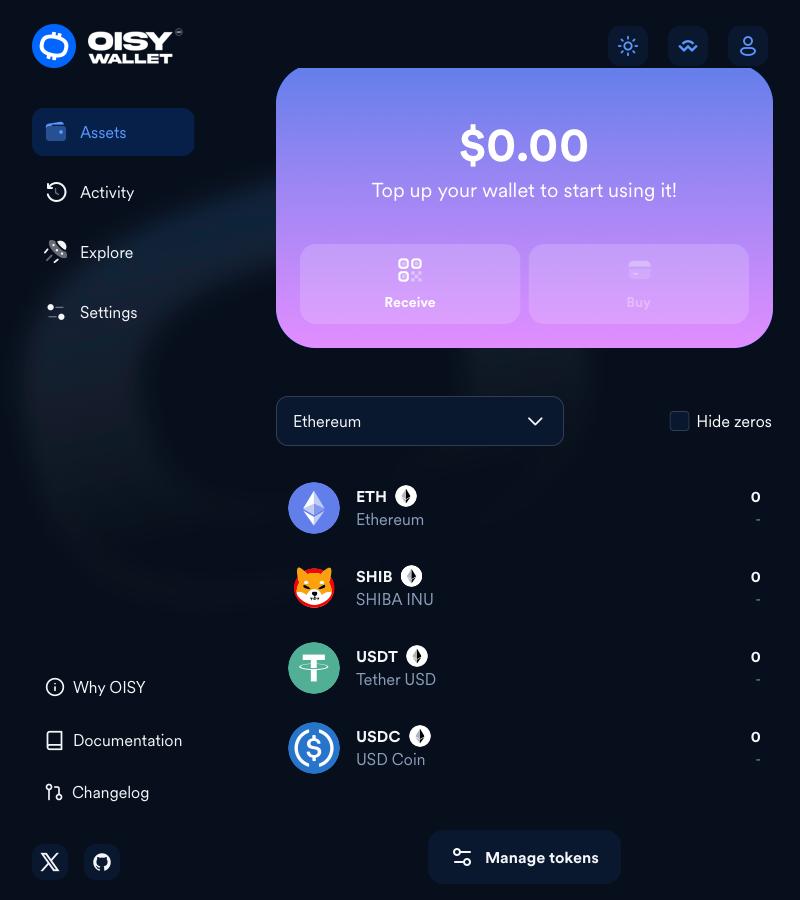 OISY
WALLET
Assets
Activity
Explore
Settings
$0.00
Top up your wallet to start using it!
Receive
Buy
Ethereum
Hide zeros
ETH
0
Ethereum
-
SHIB
0
SHIBA INU
-
USDT
0
Tether USD
-
USDC
0
USD Coin
-
Why OISY
Documentation
Changelog
Manage tokens